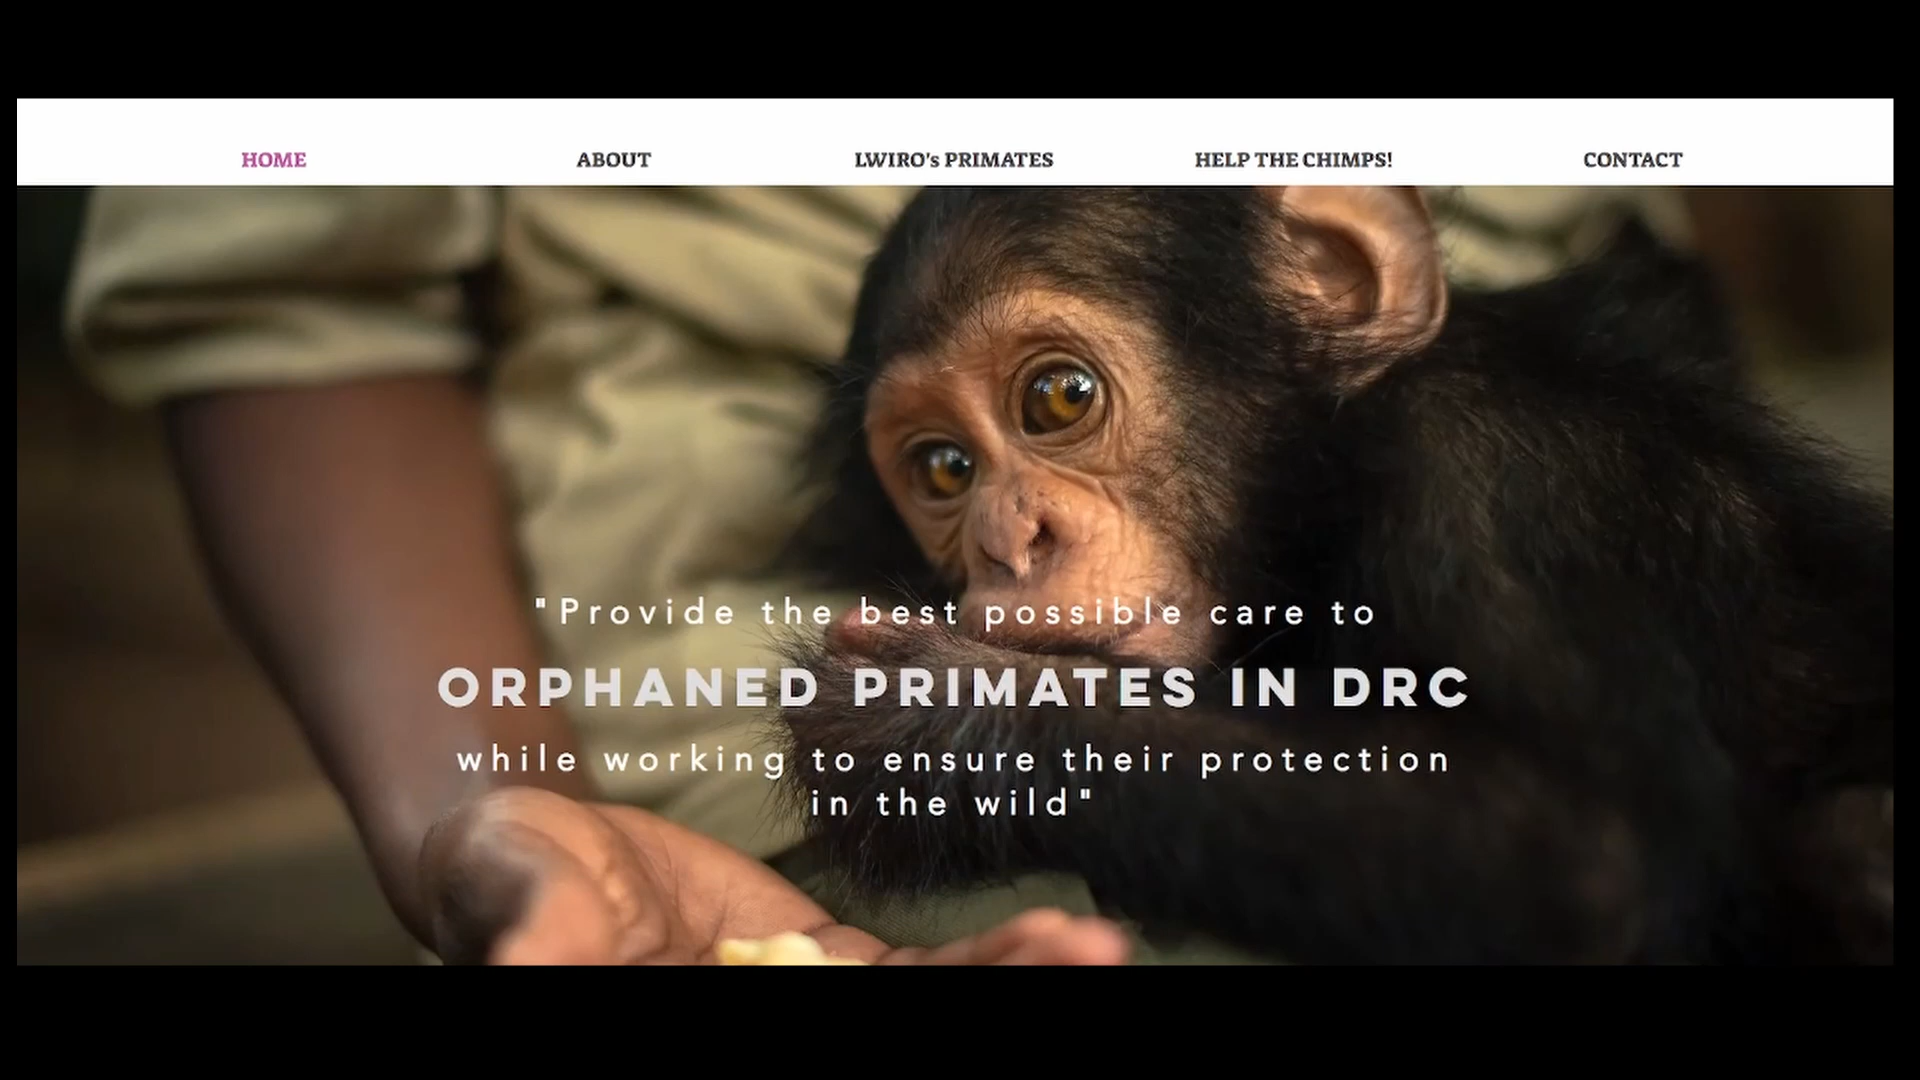 HOME ABOUT LWIRO's PRIMATES HELP THE CHIMPS! CONTACT
"Provide the best possible care to
ORPHANED PRIMATES IN DRC
while working to ensure their protection
in the wild"